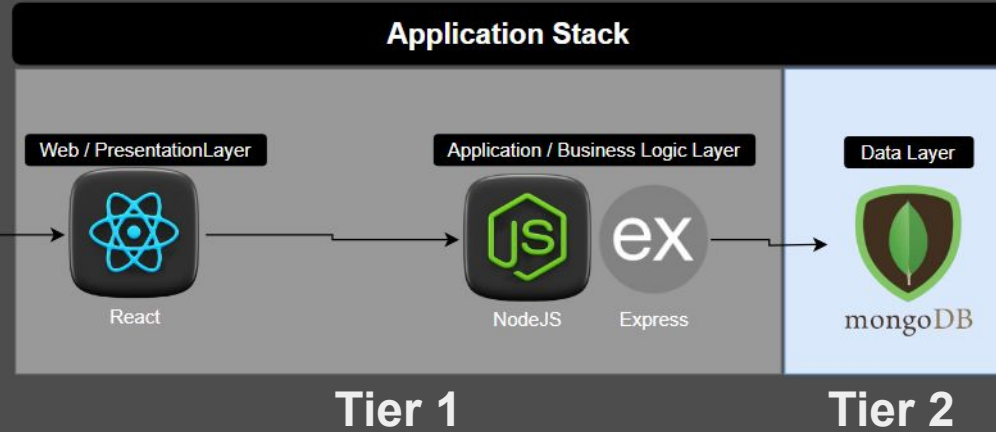 Application Stack
Web / PresentationLayer
Application / Business Logic Layer
Data Layer
JS
ex
React
NodeJS
Express
mongoDB
Tier 1
Tier 2